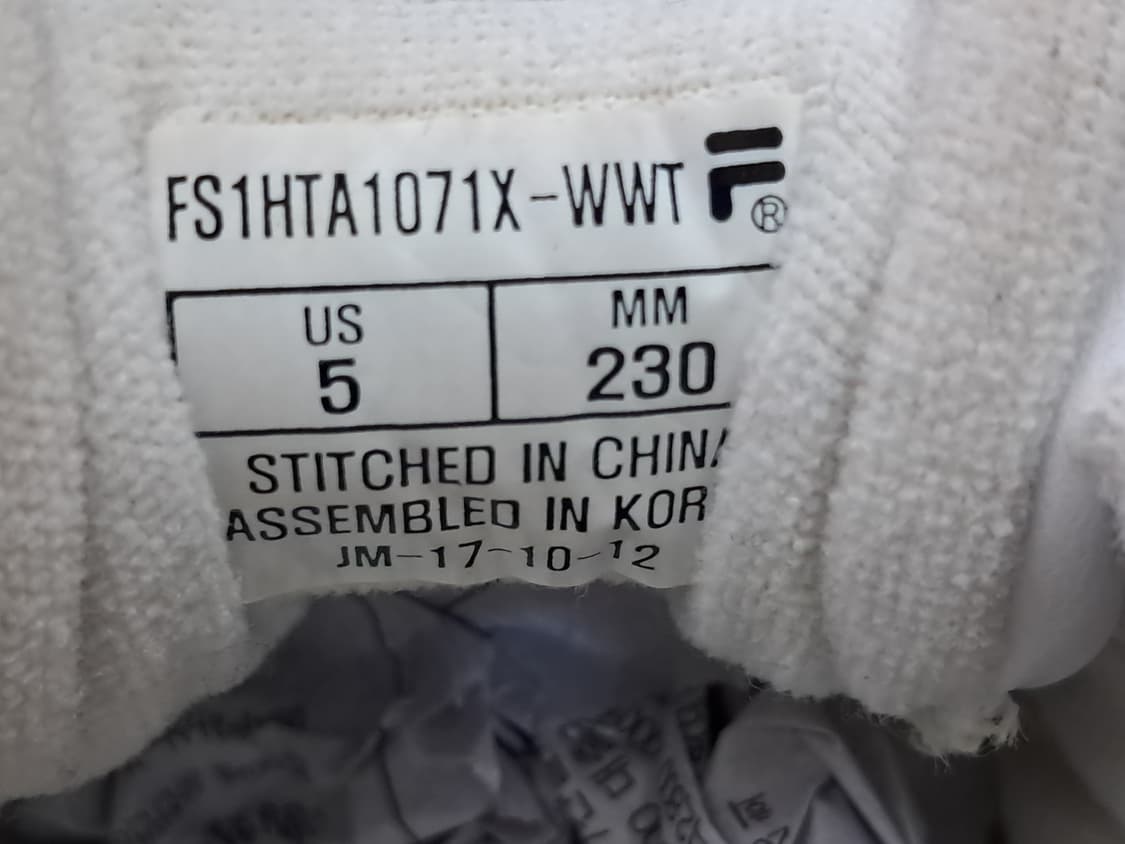 FS1HTA1071X-WWT F®
US MM
5 230
STITCHED IN CHINA
ASSEMBLED IN KOR
JM-17-10-12